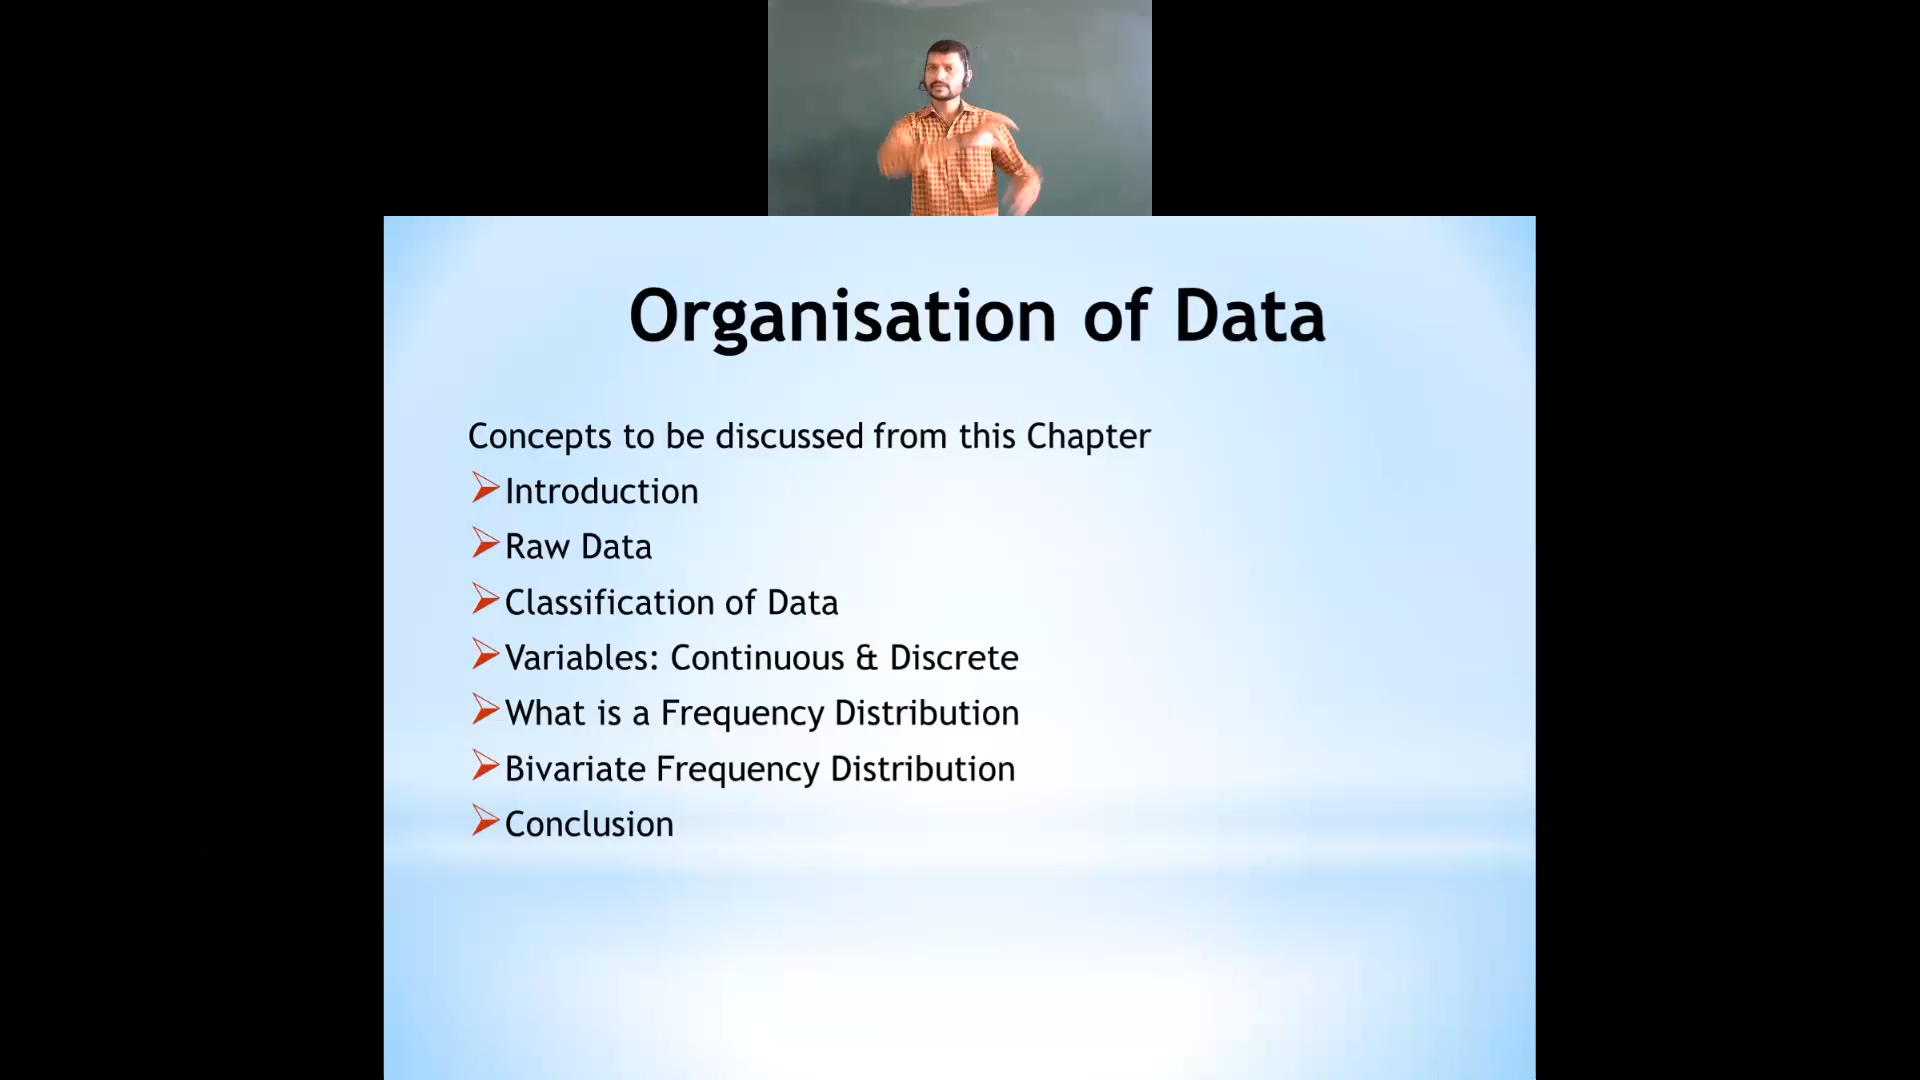 Organisation of Data
Concepts to be discussed from this Chapter
Introduction
Raw Data
Classification of Data
Variables: Continuous & Discrete
What is a Frequency Distribution
Bivariate Frequency Distribution
Conclusion